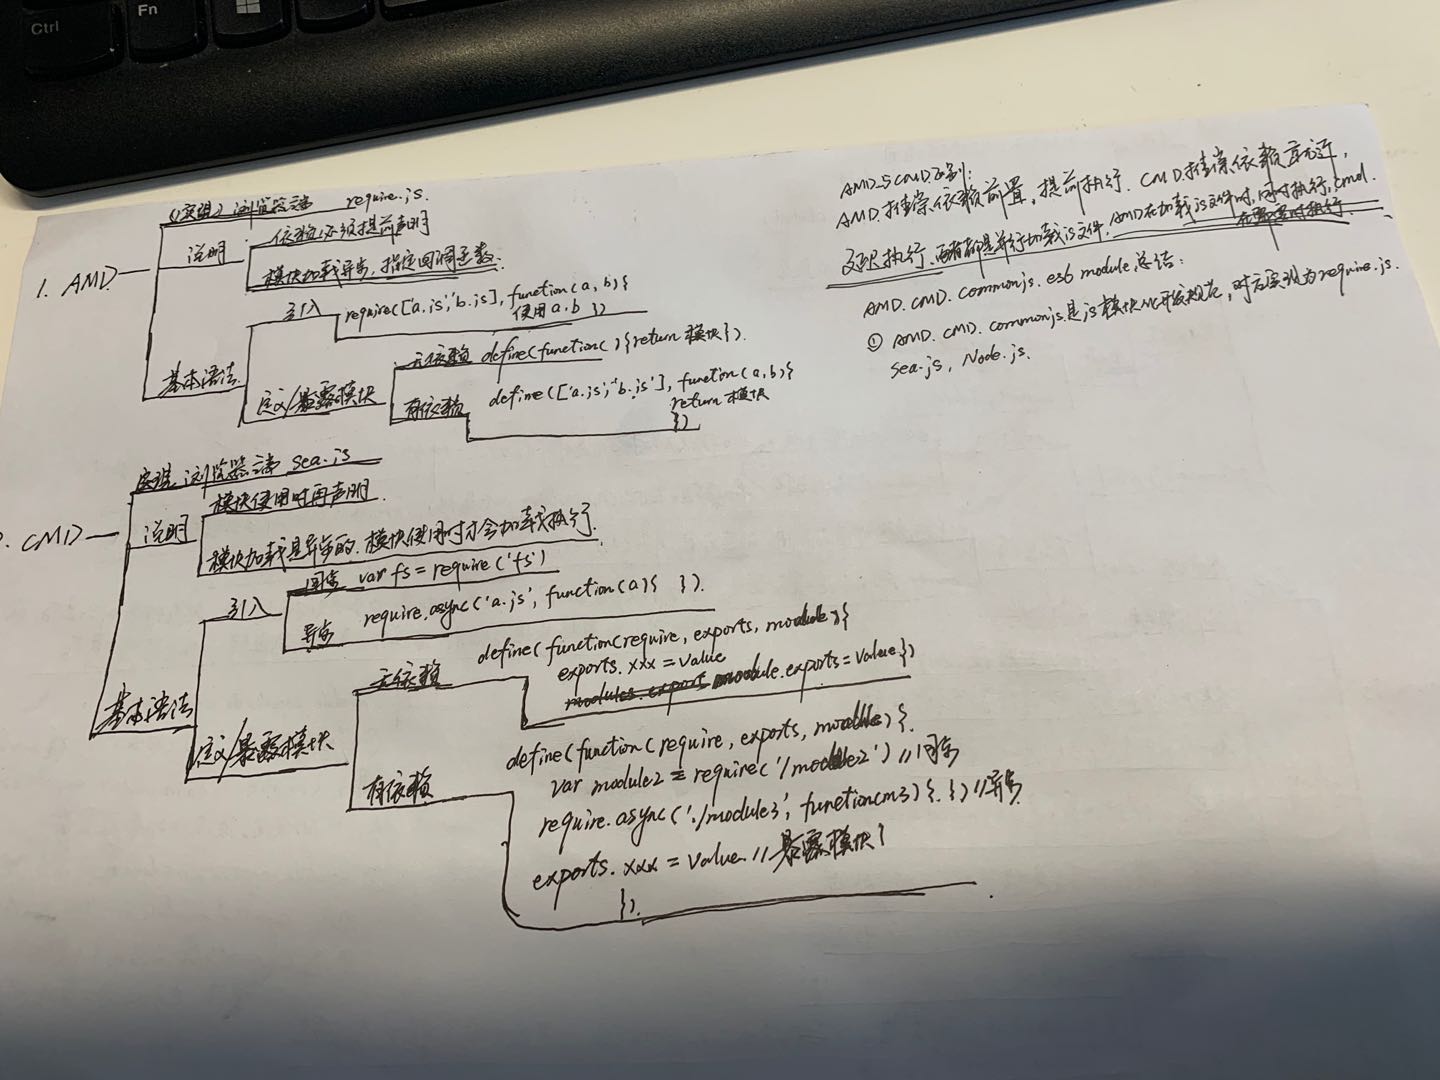 Ctrl
Fn
(实现) 浏览器端 require.js.
1. AMD
说明
依赖必须提前声明
模块加载异步, 指定回调函数.
基本语法
引入
require(['a.js','b.js], function(a, b){
使用a.b })
定义/暴露模块
无依赖 define(function(){return 模块}).
有依赖
define(['a.js','b.js'], function(a,b){
return 模块
})
实现 浏览器端 sea.js
. CMD
说明
模块使用时再声明
模块加载是异步的, 模块使用时才会加载执行.
基本语法
引入
同步 var fs = require('fs')
异步 require.async('a.js', function(a){ }).
定义/暴露模块
无依赖
define(function(require, exports, module){
exports.xxx = value
modules.export module.exports = value})
有依赖
define(function(require, exports, module){
var module2 = require('/module2') //同步
require.async('./module3', function(m3){ }) //异步
exports.xxx = value //暴露模块
}).
AMD与CMD区别:
AMD.推崇依赖前置, 提前执行. CMD推崇依赖就近,
延迟执行. 两者都是并行加载js文件, AMD在加载js文件时, 同时执行, cmd.
在需要时执行.
AMD. CMD. commonjs. es6 module 总结:
① AMD. CMD. commonjs是js模块化开发规范, 对应实现为require.js.
sea.js, Node.js.